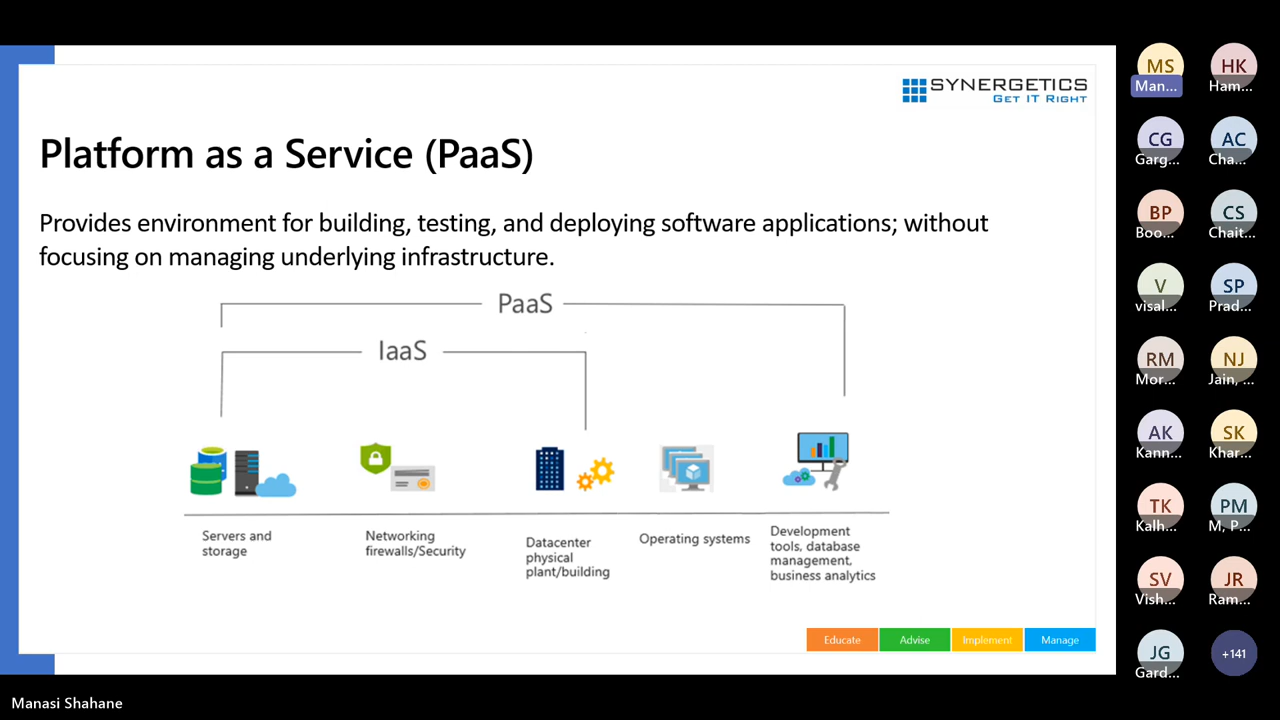 SYNERGETICS
GET IT RIGHT
Platform as a Service (PaaS)
Provides environment for building, testing, and deploying software applications; without
focusing on managing underlying infrastructure.
PaaS
IaaS
Servers and
storage
Networking
firewalls/Security
Datacenter
physical
plant/building
Operating systems
Development
tools, database
management,
business analytics
Educate
Advise
Implement
Manage
MS
HK
Man...
Ham...
CG
AC
Garg...
Cha...
BP
CS
Boo...
Chait...
V
SP
visal...
Prad...
RM
NJ
Mor...
Jain, ...
AK
SK
Kann...
Khar...
TK
PM
Kalh...
M, P...
SV
JR
Vish...
Ram...
JG
+141
Gard...
Manasi Shahane